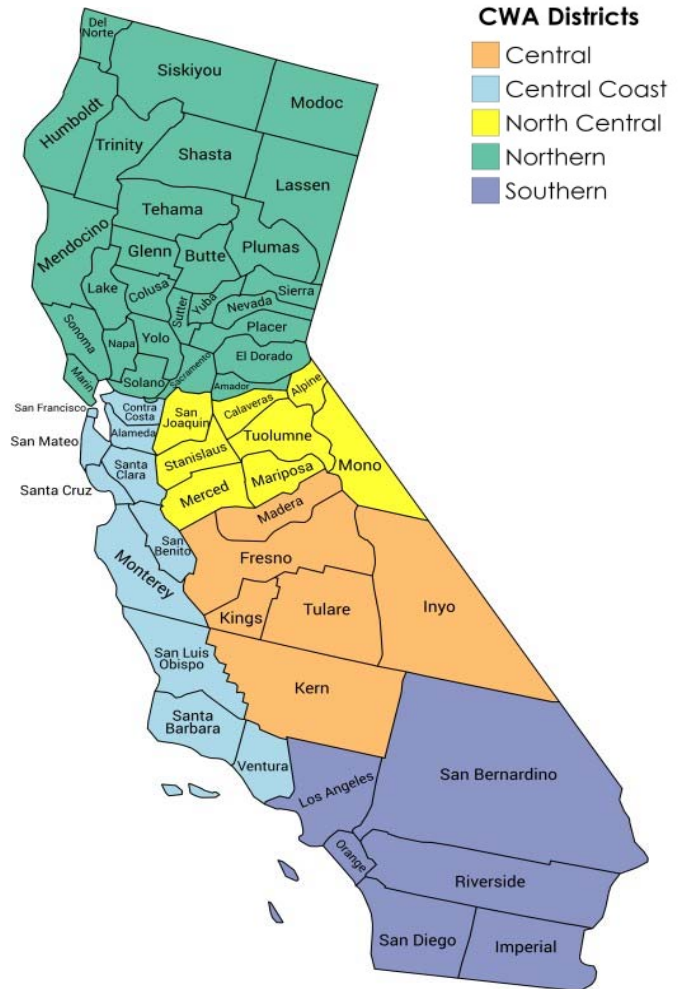 CWA Districts
Central
Central Coast
North Central
Northern
Southern
Del
Norte
Siskiyou
Modoc
Humboldt
Trinity
Shasta
Lassen
Tehama
Mendocino
Glenn
Butte
Plumas
Lake
Colusa
Sutter
Yuba
Sierra
Nevada
Placer
Sonoma
Napa
Yolo
El Dorado
Marin
Solano
Sacramento
Amador
Alpine
San Francisco
Contra
Costa
San
Joaquin
Calaveras
Alameda
San Mateo
Tuolumne
Stanislaus
Mono
Santa
Clara
Mariposa
Santa Cruz
Merced
Madera
San
Benito
Fresno
Monterey
Kings
Tulare
Inyo
San Luis
Obispo
Kern
Santa
Barbara
Ventura
Los Angeles
San Bernardino
Orange
Riverside
San Diego
Imperial